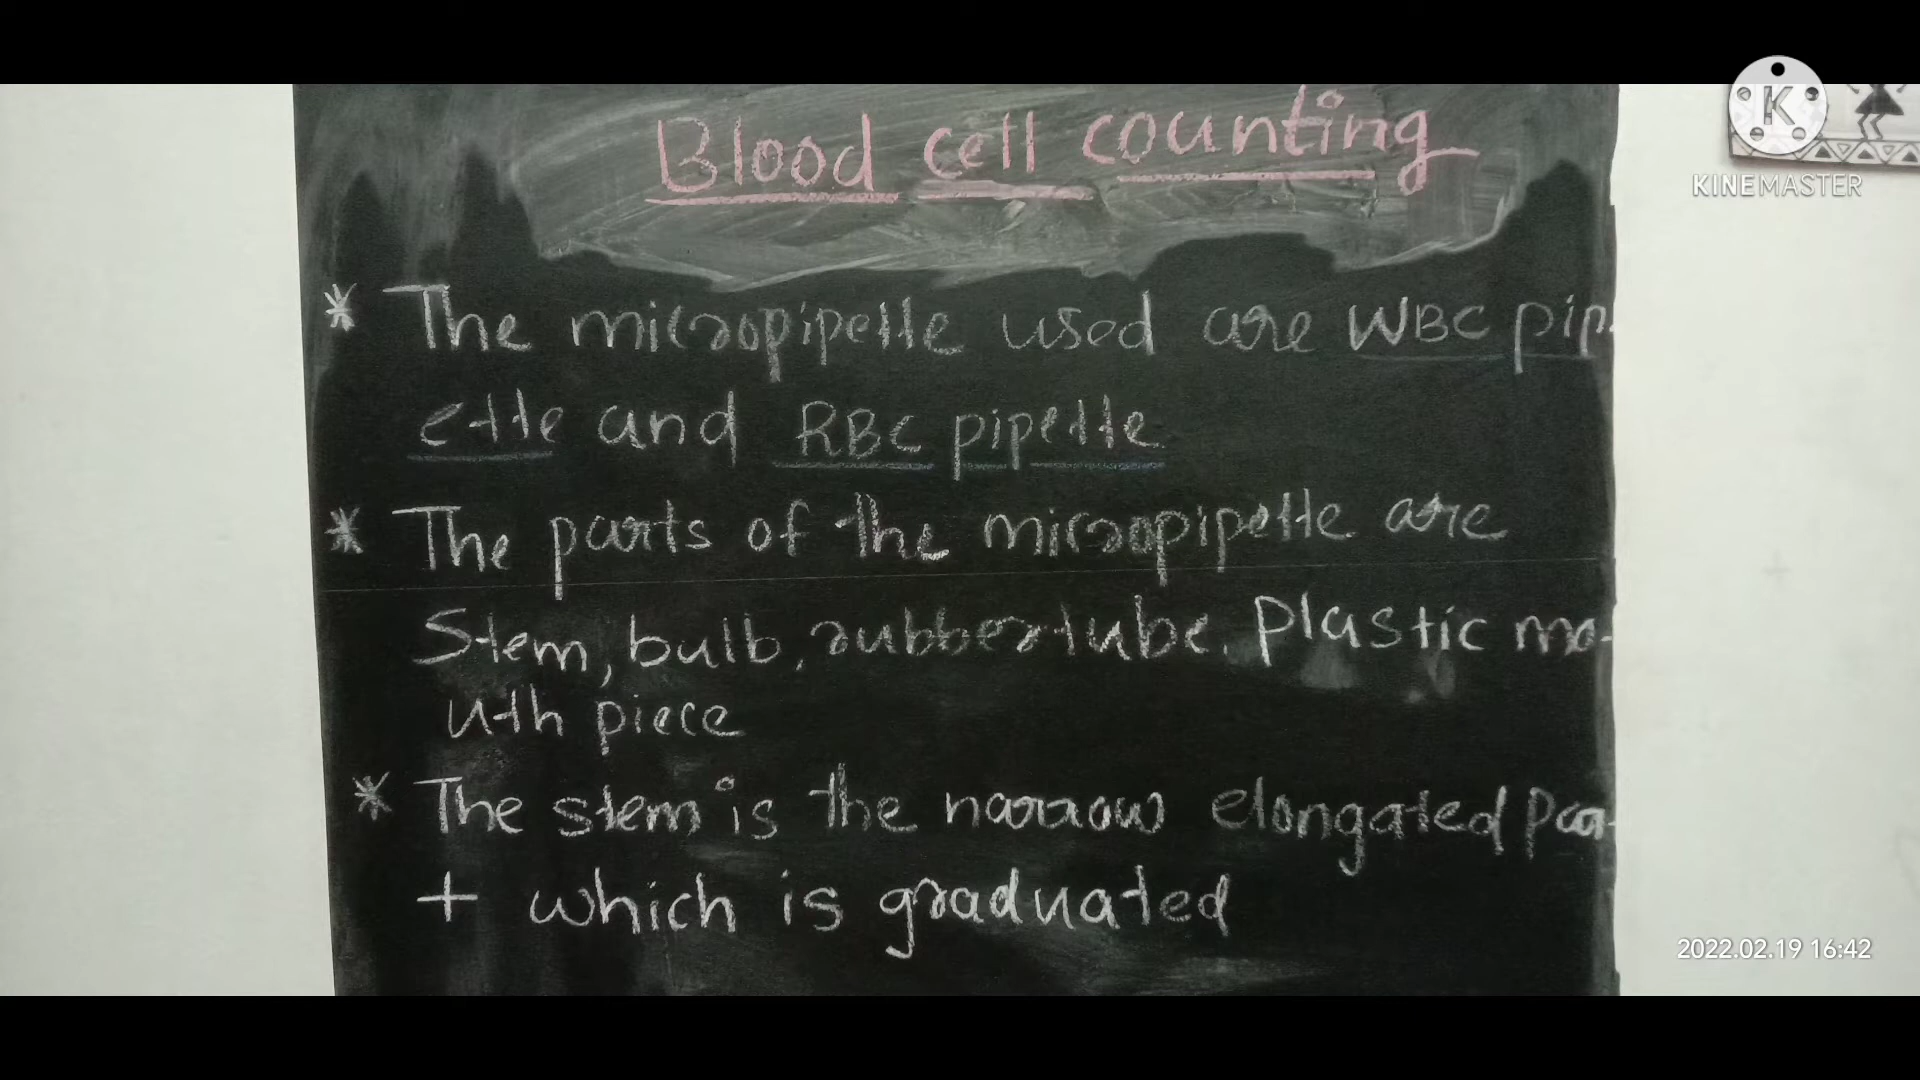 Blood cell counting
* The micropipette used are WBC pip-
ette and RBC pipette
* The parts of the micropipette are
Stem, bulb, rubbertube, Plastic mo-
uth piece
* The stem is the narrow elongated par-
t which is graduated
K
KINEMASTER
2022.02.19 16:42